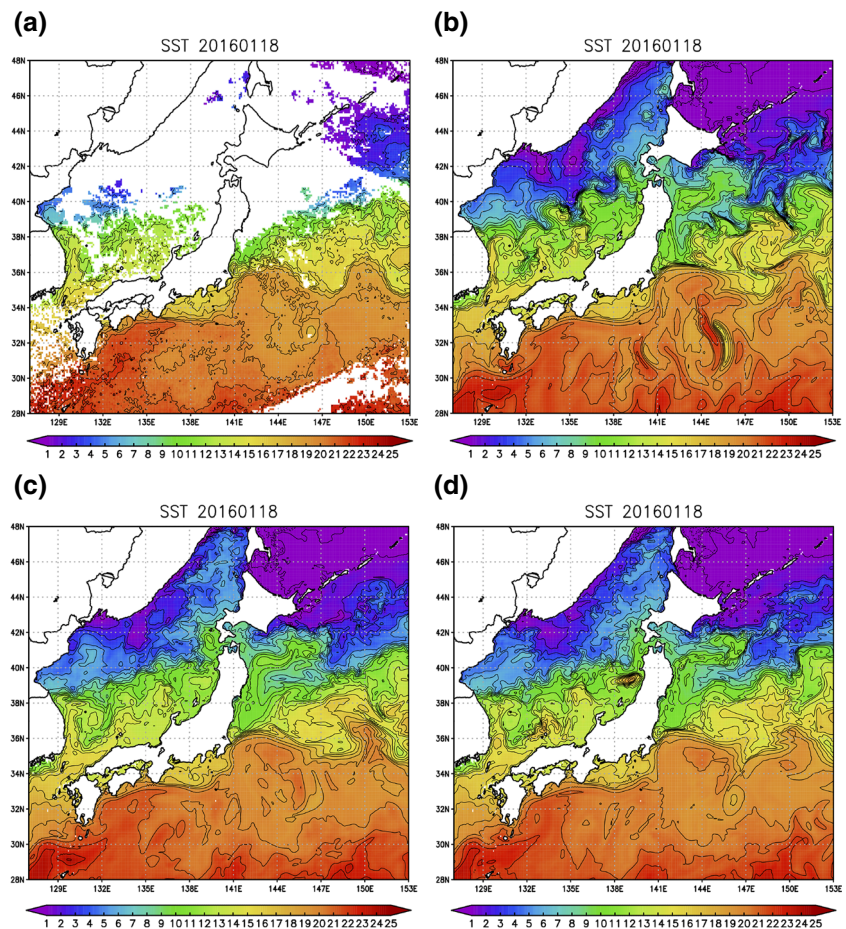 (a)
(b)
SST 20160118
SST 20160118
48N
46N
44N
42N
40N
38N
36N
34N
32N
30N
28N
129E 132E 135E 138E 141E 144E 147E 150E 153E
1 2 3 4 5 6 7 8 9 10 11 12 13 14 15 16 17 18 19 20 21 22 23 24 25
48N
46N
44N
42N
40N
38N
36N
34N
32N
30N
28N
129E 132E 135E 138E 141E 144E 147E 150E 153E
1 2 3 4 5 6 7 8 9 10 11 12 13 14 15 16 17 18 19 20 21 22 23 24 25
(c)
(d)
SST 20160118
SST 20160118
48N
46N
44N
42N
40N
38N
36N
34N
32N
30N
28N
129E 132E 135E 138E 141E 144E 147E 150E 153E
1 2 3 4 5 6 7 8 9 10 11 12 13 14 15 16 17 18 19 20 21 22 23 24 25
48N
46N
44N
42N
40N
38N
36N
34N
32N
30N
28N
129E 132E 135E 138E 141E 144E 147E 150E 153E
1 2 3 4 5 6 7 8 9 10 11 12 13 14 15 16 17 18 19 20 21 22 23 24 25